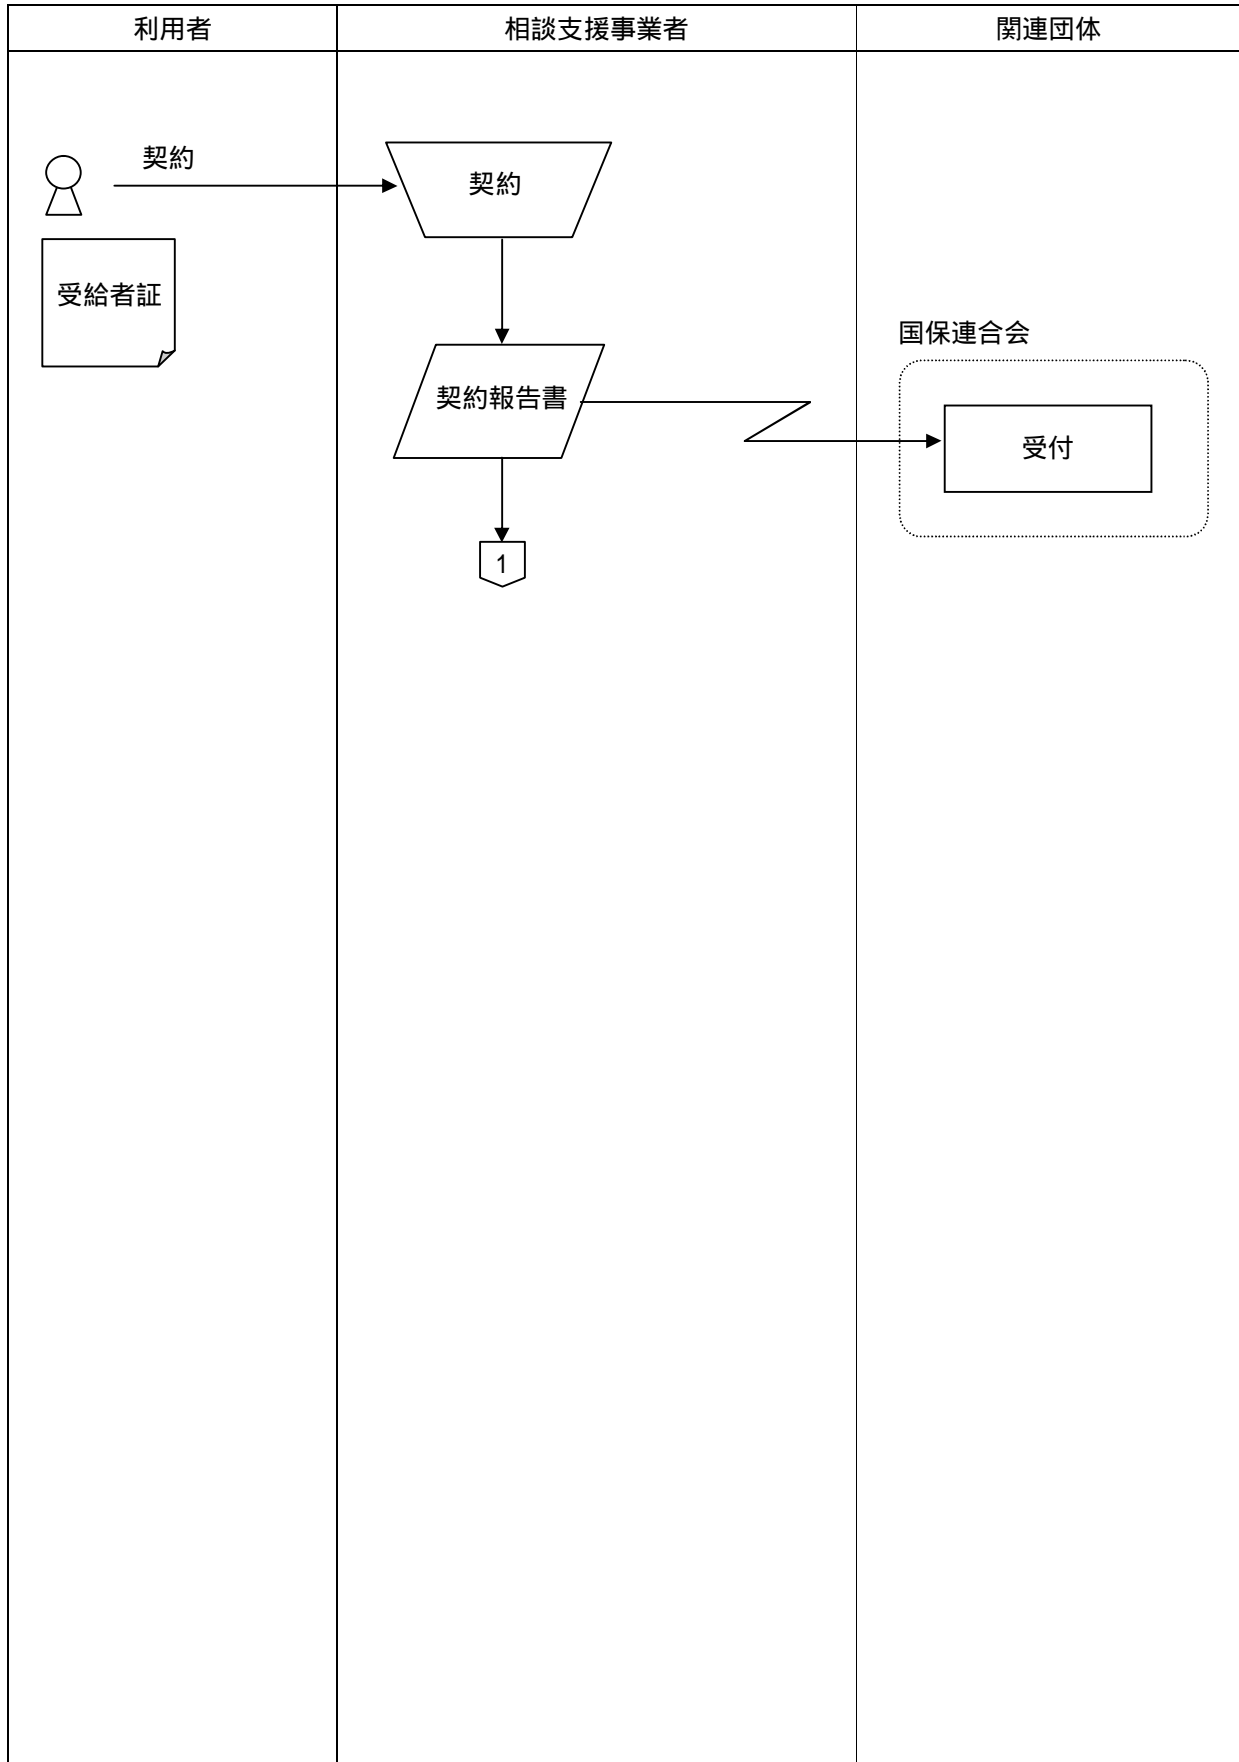 利用者
相談支援事業者
関連団体
契約
契約
受給者証
国保連合会
契約報告書
受付
1